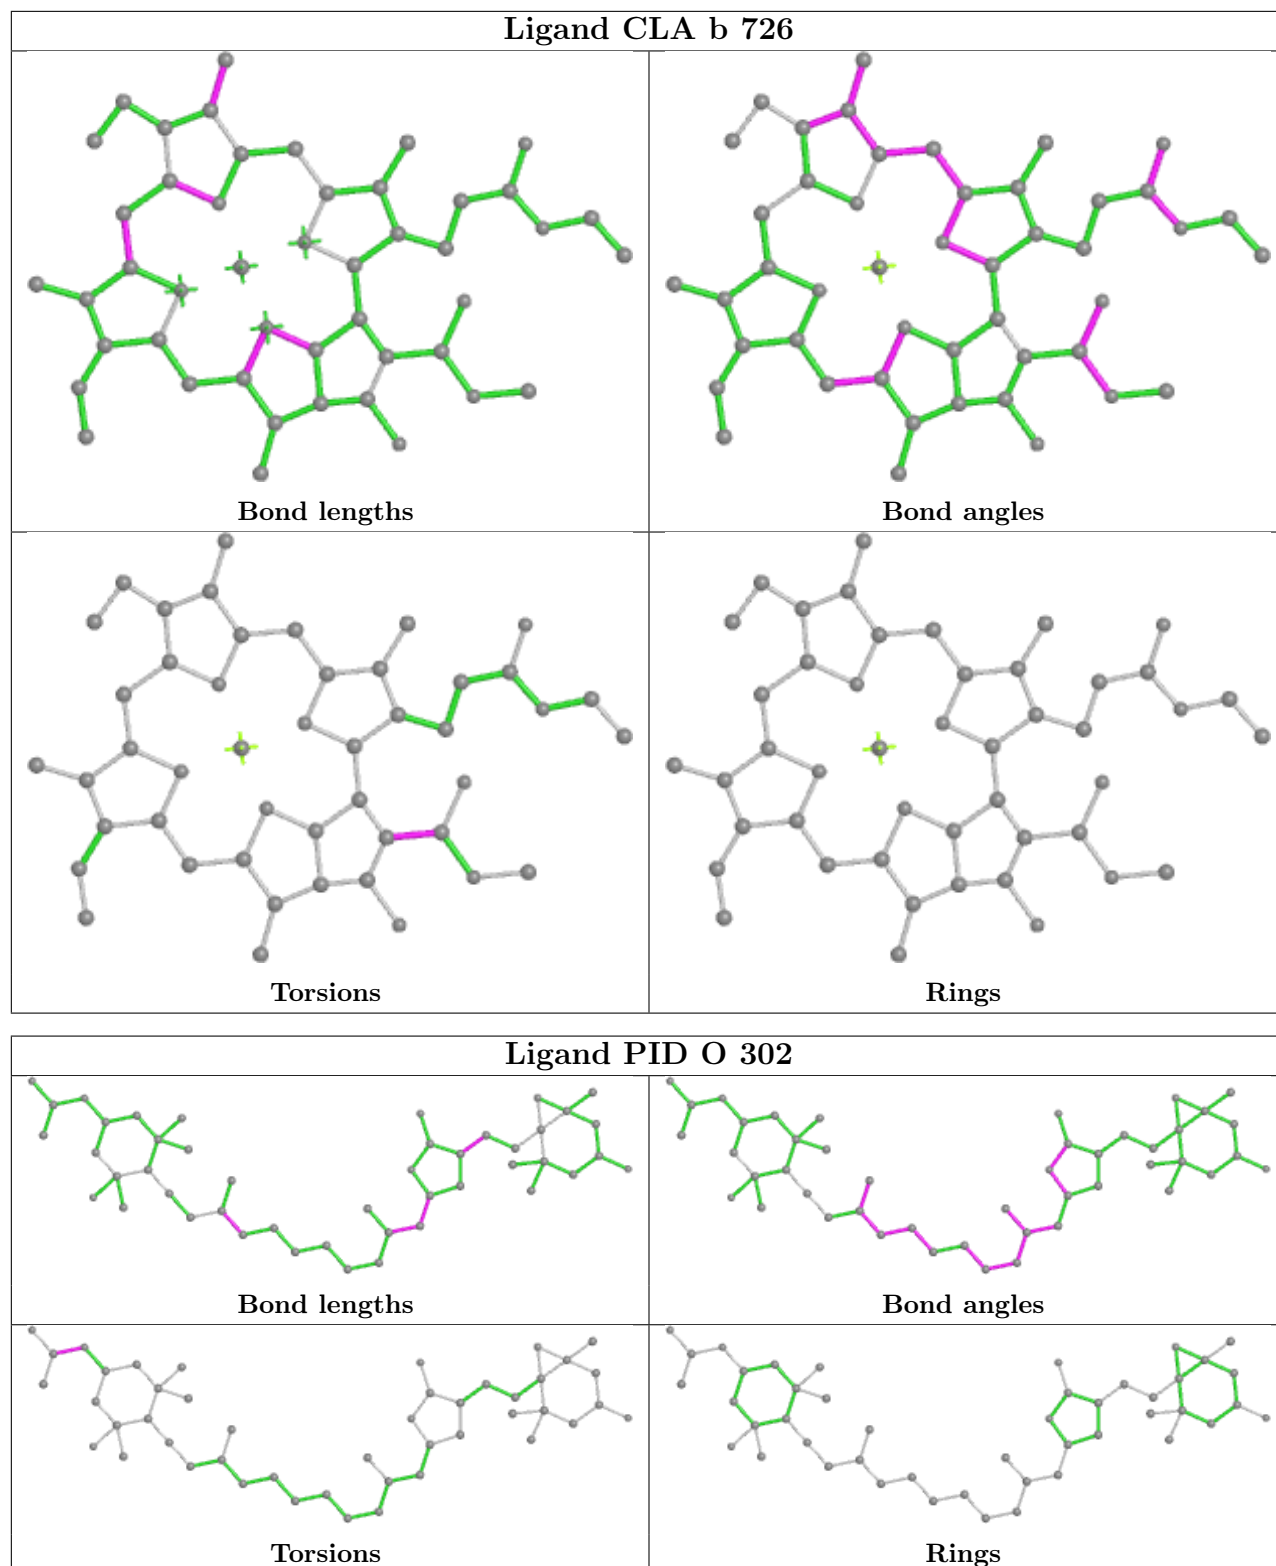 Ligand CLA b 726
Bond lengths
Bond angles
Torsions
Rings
Ligand PID O 302
Bond lengths
Bond angles
Torsions
Rings